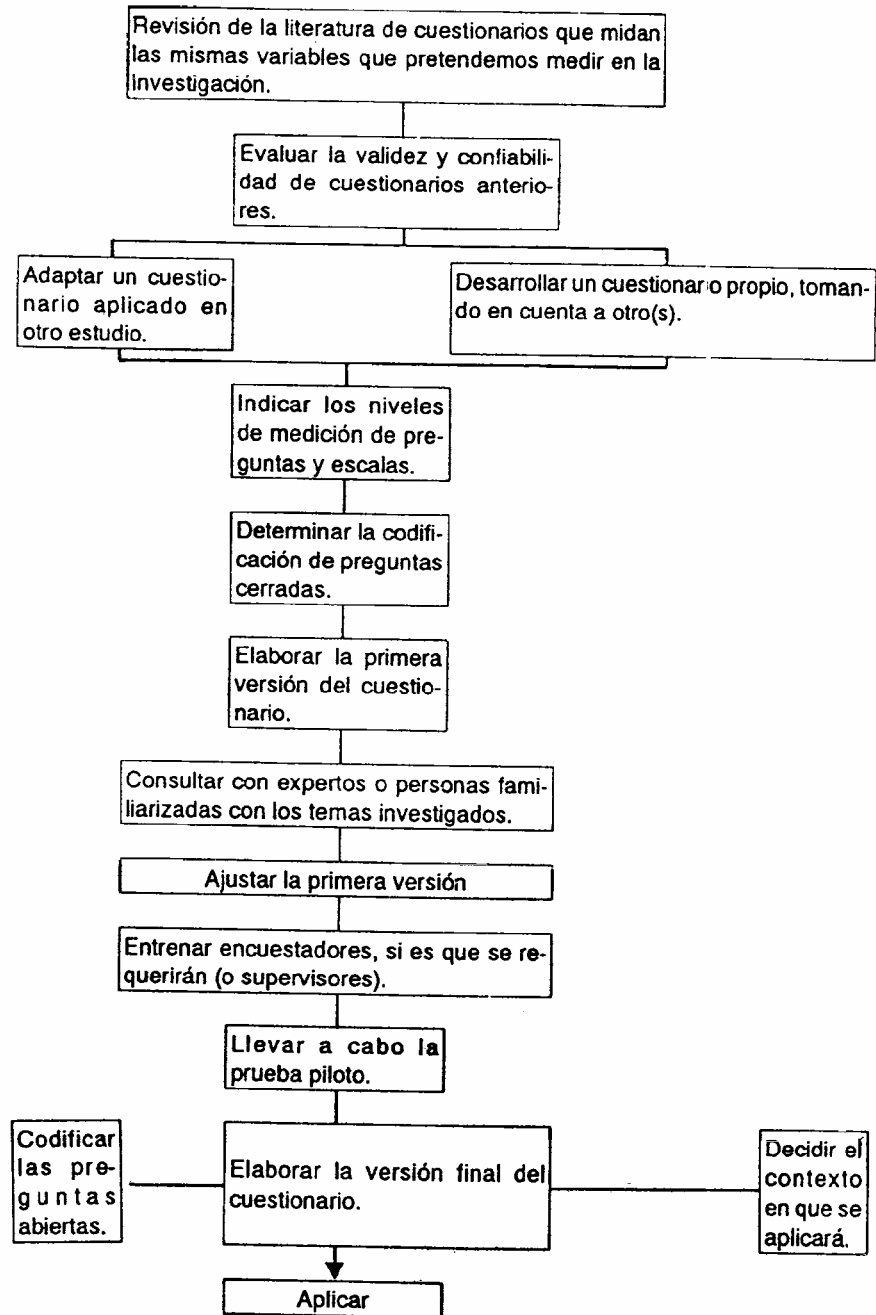 Revisión de la literatura de cuestionarios que midan
las mismas variables que pretendemos medir en la
investigación.
Evaluar la validez y confiabili-
dad de cuestionarios anterio-
res.
Adaptar un cuestio-
nario aplicado en
otro estudio.
Desarrollar un cuestionario propio, toman-
do en cuenta a otro(s).
Indicar los niveles
de medición de pre-
guntas y escalas.
Determinar la codifi-
cación de preguntas
cerradas.
Elaborar la primera
versión del cuestio-
nario.
Consultar con expertos o personas fami-
liarizadas con los temas investigados.
Ajustar la primera versión
Entrenar encuestadores, si es que se re-
querirán (o supervisores).
Llevar a cabo la
prueba piloto.
Codificar
las pre-
guntas
abiertas.
Elaborar la versión final del
cuestionario.
Decidir el
contexto
en que se
aplicará.
Aplicar